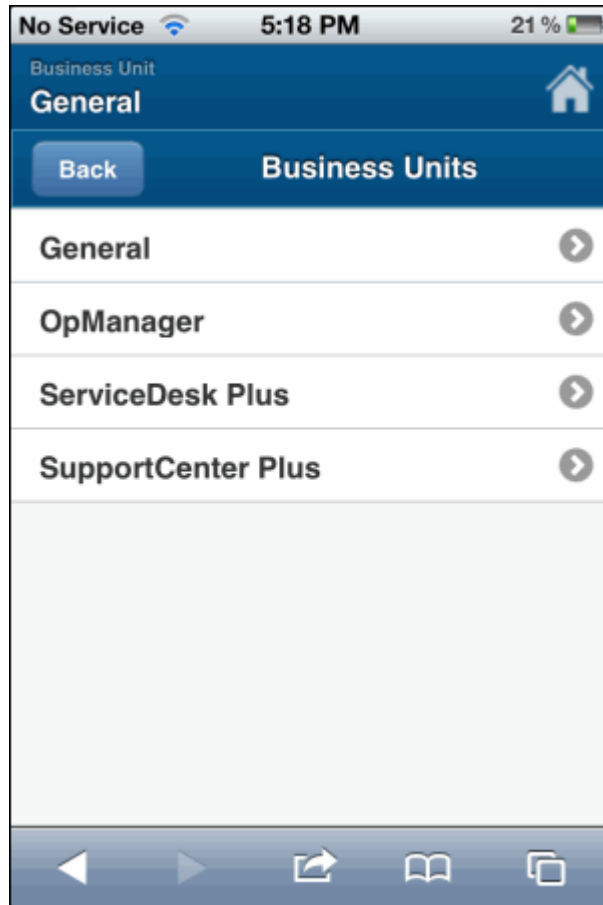 No Service 5:18 PM 21 %
Business Unit
General
Back Business Units
General
OpManager
ServiceDesk Plus
SupportCenter Plus